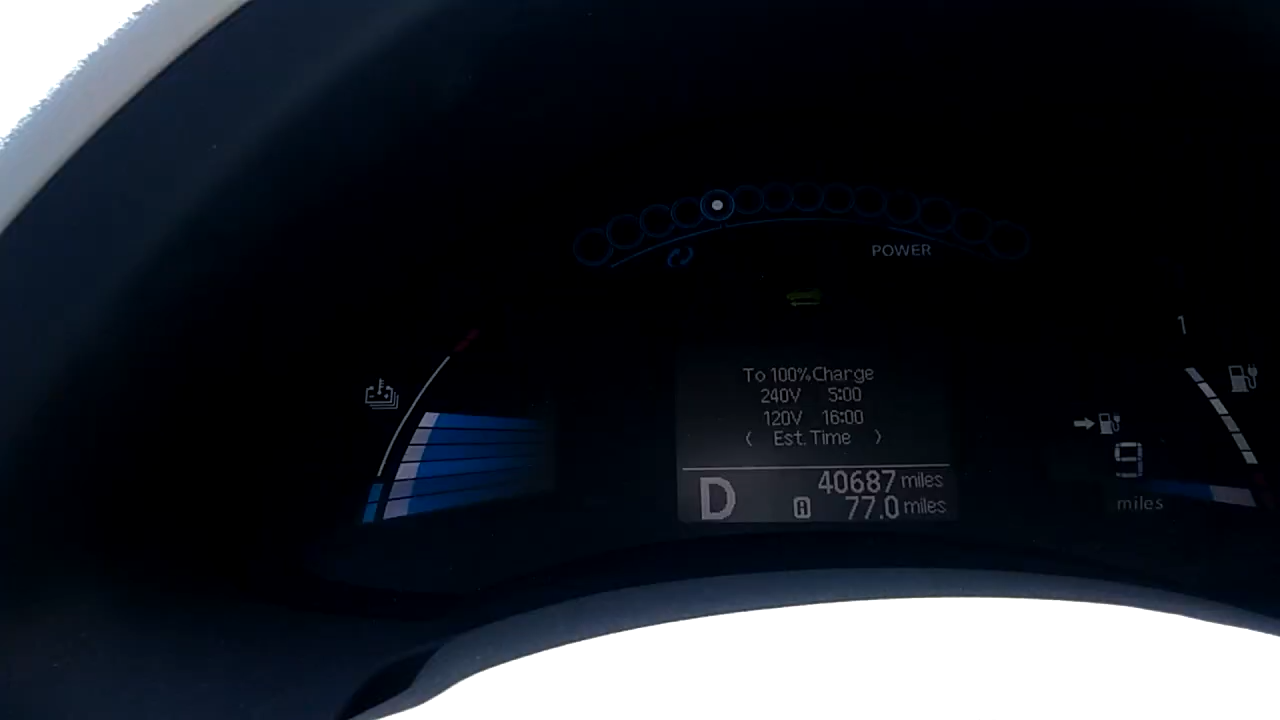 POWER
1
To 100% Charge
240V 5:00
120V 16:00
< Est. Time >
9
miles
D
40687 miles
A 77.0 miles